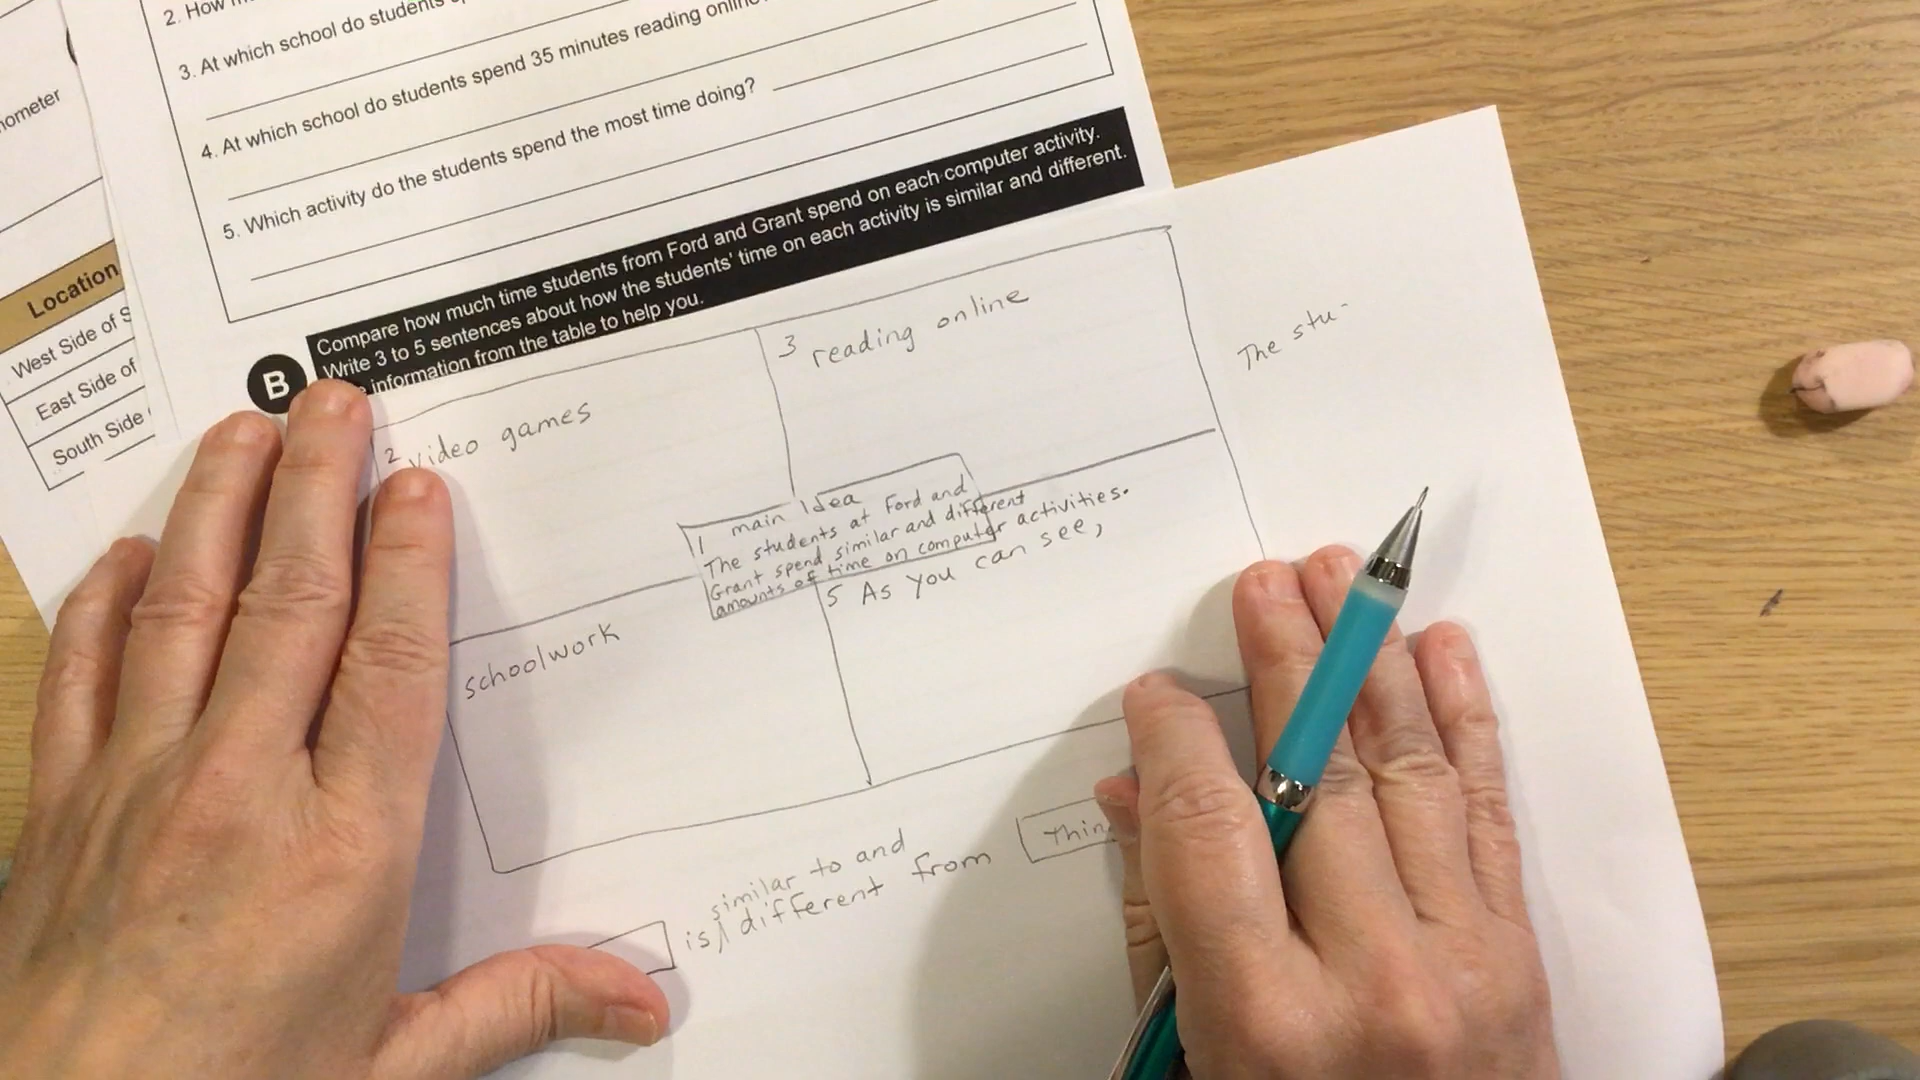 2. How
3. At which school do students
4. At which school do students spend 35 minutes reading online
5. Which activity do the students spend the most time doing?
ometer
Location
West Side of S
East Side of
South Side
B
Compare how much time students from Ford and Grant spend on each computer activity.
Write 3 to 5 sentences about how the students' time on each activity is similar and different.
information from the table to help you.
2 video games
3 reading online
The stu-
1 main Idea
The students at Ford and
Grant spend similar and different
amounts of time on computer activities.
schoolwork
5 As you can see,
similar to and
is/ different from
Thin